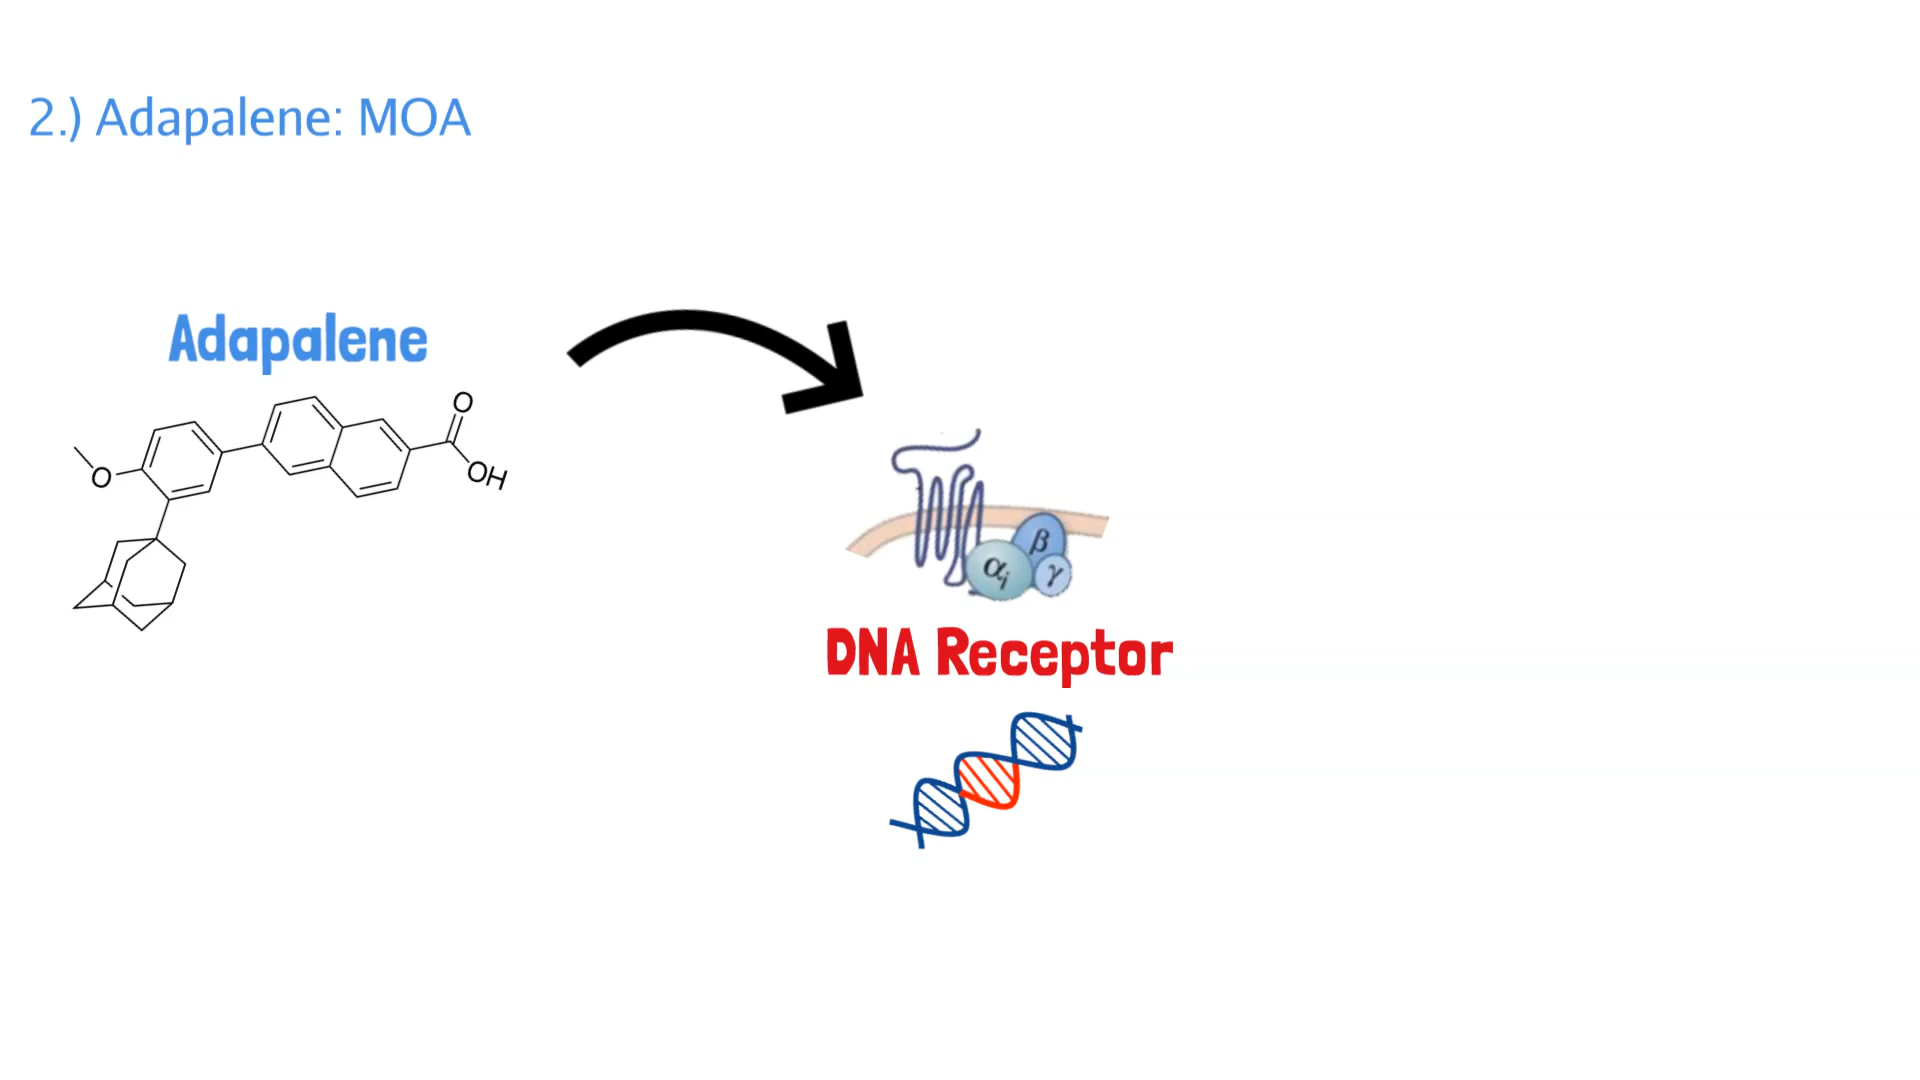 2.) Adapalene: MOA
Adapalene
O
O
OH
β
αi
γ
DNA Receptor